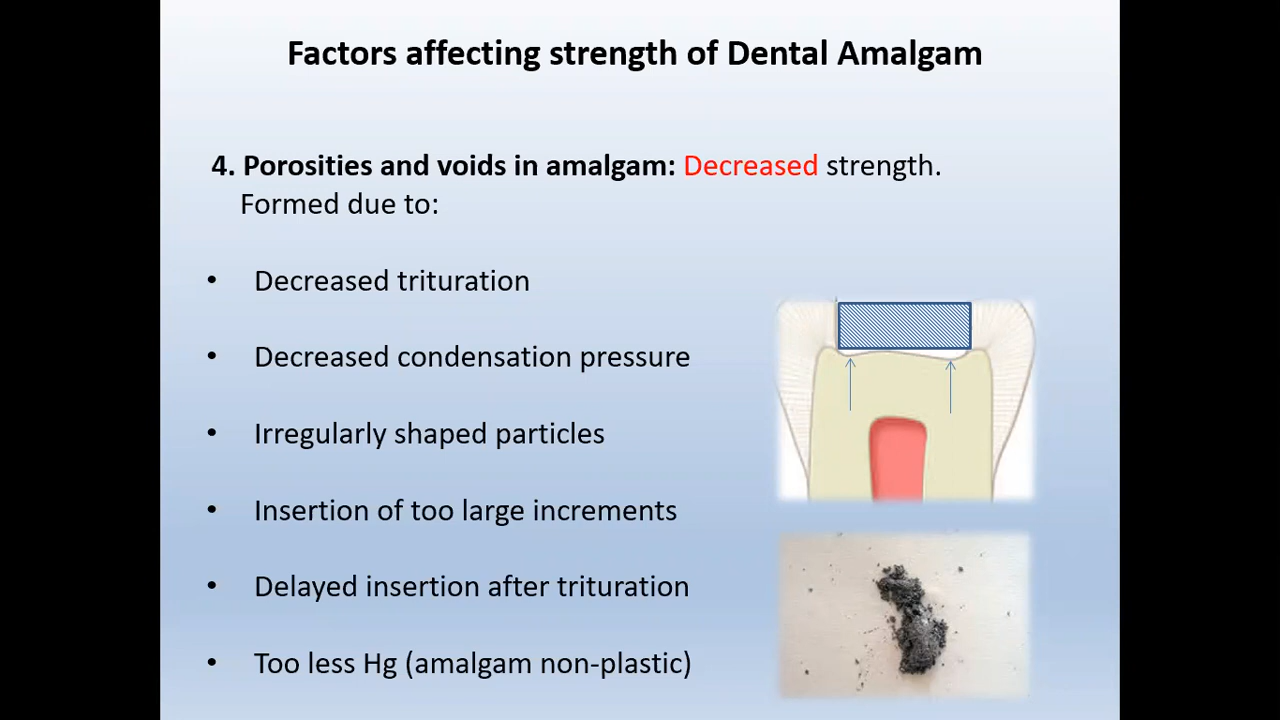 Factors affecting strength of Dental Amalgam
4. Porosities and voids in amalgam: Decreased strength.
Formed due to:
• Decreased trituration
• Decreased condensation pressure
• Irregularly shaped particles
• Insertion of too large increments
• Delayed insertion after trituration
• Too less Hg (amalgam non-plastic)